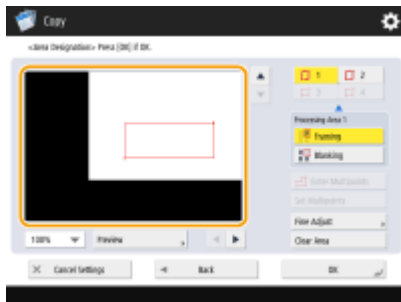 Copy
<Area Designation> Press [OK] if OK.
1
2
3
4
Processing Area 1
Framing
Blanking
Enter Multipoints
Set Multipoints
Fine Adjust
Clear Area
100%
Preview
Cancel Settings
Back
OK